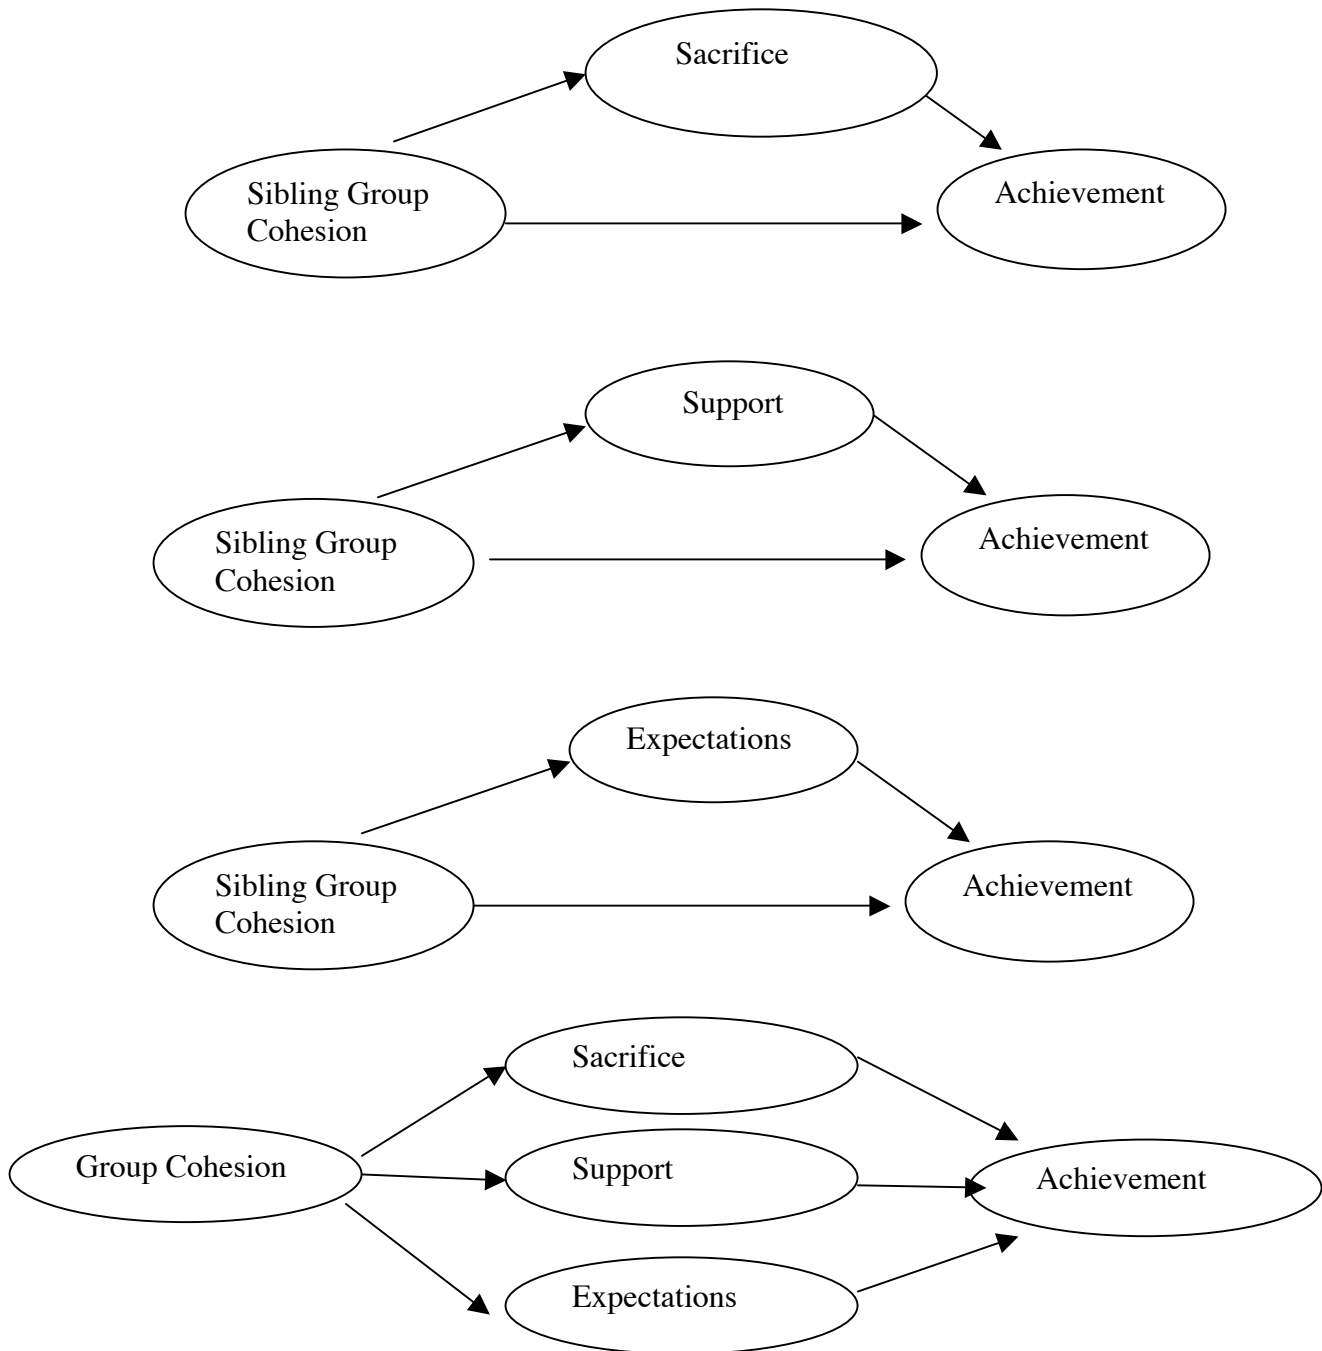 Sacrifice
Sibling Group
Cohesion
Achievement
Support
Sibling Group
Cohesion
Achievement
Expectations
Sibling Group
Cohesion
Achievement
Sacrifice
Group Cohesion
Support
Achievement
Expectations